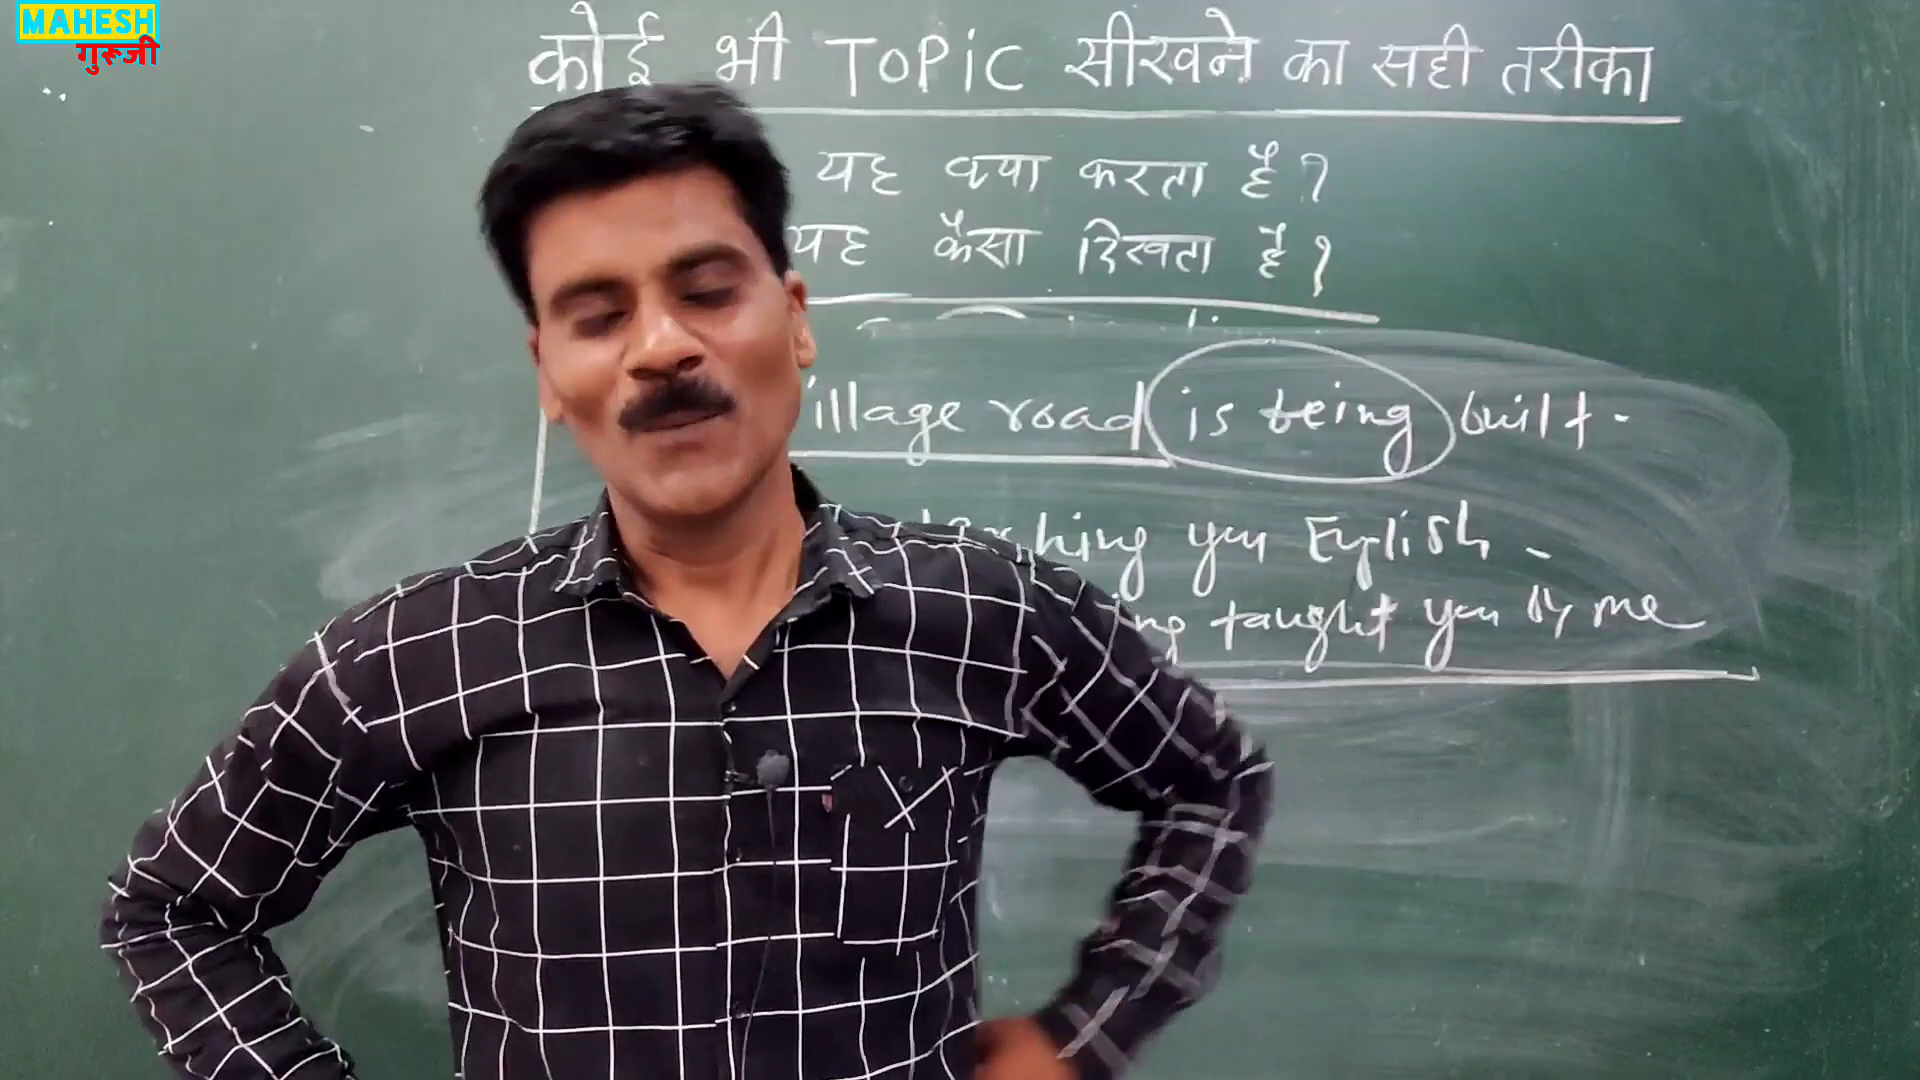 MAHESH
गुरूजी
कोई भी TOPIC सीखने का सही तरीका
यह क्या करता है?
यह कैसा दिखता है?
illage road is being built.
hing you English -
ing taught you by me